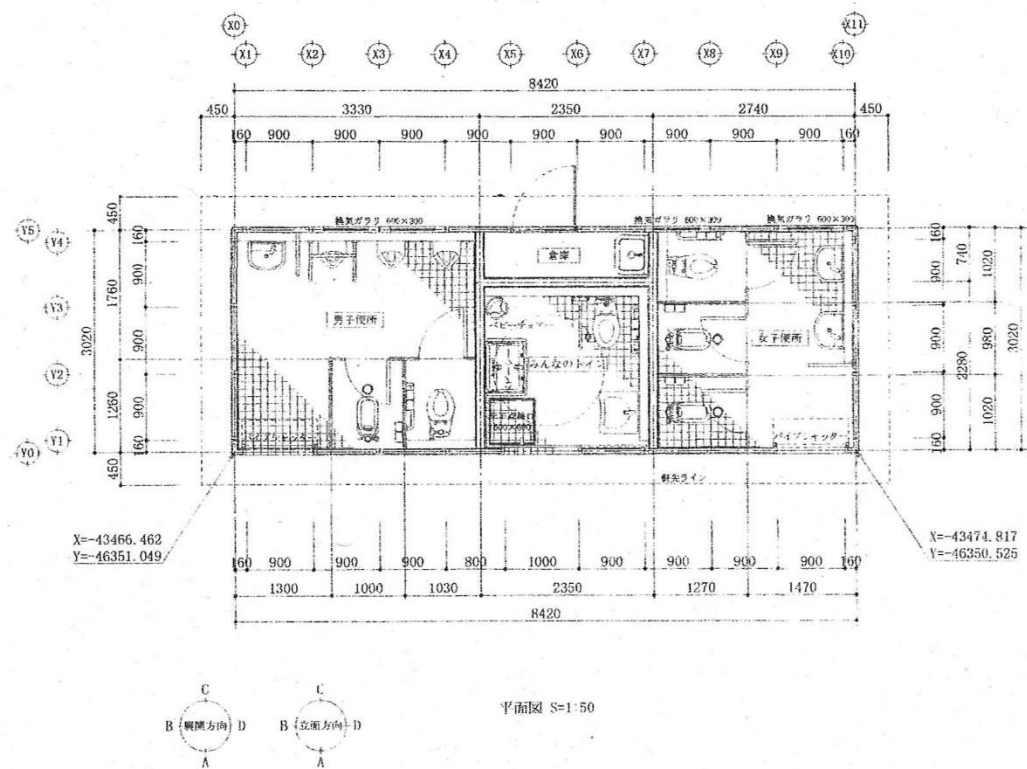 X0 X11
X1 X2 X3 X4 X5 X6 X7 X8 X9 X10
8420
450 3330 2350 2740 450
160 900 900 900 900 900 900 900 900 900 160
換気ガラリ 600×300 換気ガラリ 600×300 換気ガラリ 600×300
Y5
Y4
Y3
Y2
Y1
Y0
3020
450 1760 1260 450
160 900 900 900 160
倉庫
男子便所
ベビーチェアー
みんなのトイレ
女子便所
600×600
パイプシャッター
軒先ライン
160 900 900 900 160
740 2280
1020 980 1020
3020
X=-43466.462
Y=-46351.049
X=-43474.817
Y=-46350.525
160 900 900 900 800 1000 900 900 900 900 160
1300 1000 1030 2350 1270 1470
8420
C
B 展開方向 D
A
C
B 立面方向 D
A
平面図 S=1:50